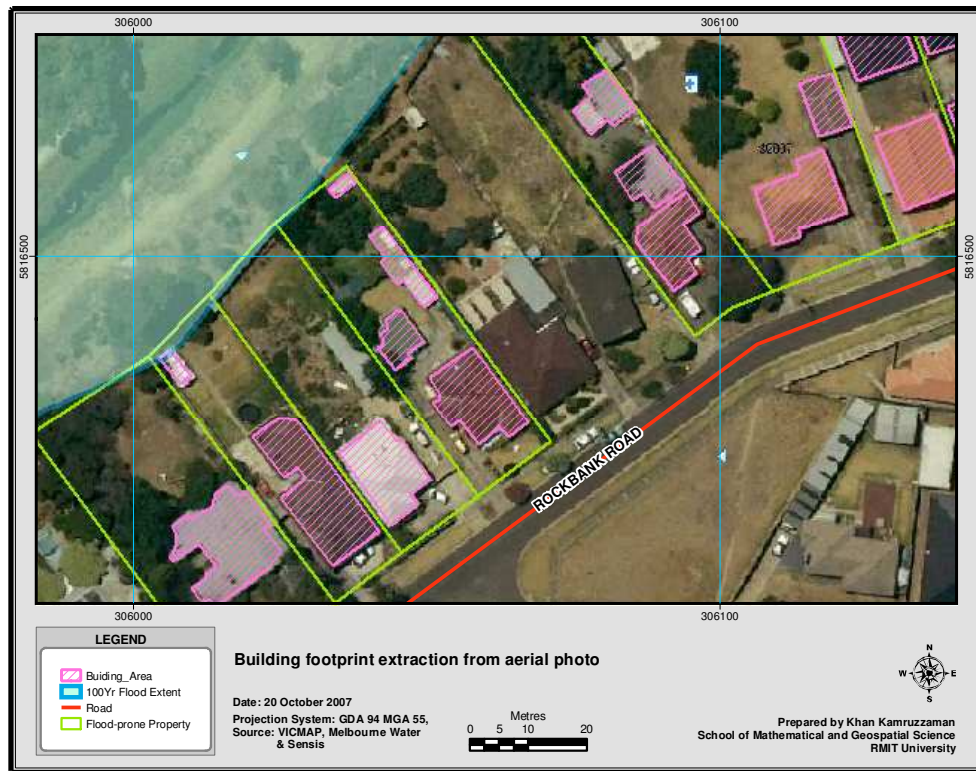 306000
306100
5816500
5816500
ROCKBANK ROAD
306000
306100
LEGEND
Buiding_Area
100Yr Flood Extent
Road
Flood-prone Property
Building footprint extraction from aerial photo
Date: 20 October 2007
Projection System: GDA 94 MGA 55,
Source: VICMAP, Melbourne Water
& Sensis
Metres
0 5 10 20
N
W E
S
Prepared by Khan Kamruzzaman
School of Mathematical and Geospatial Science
RMIT University